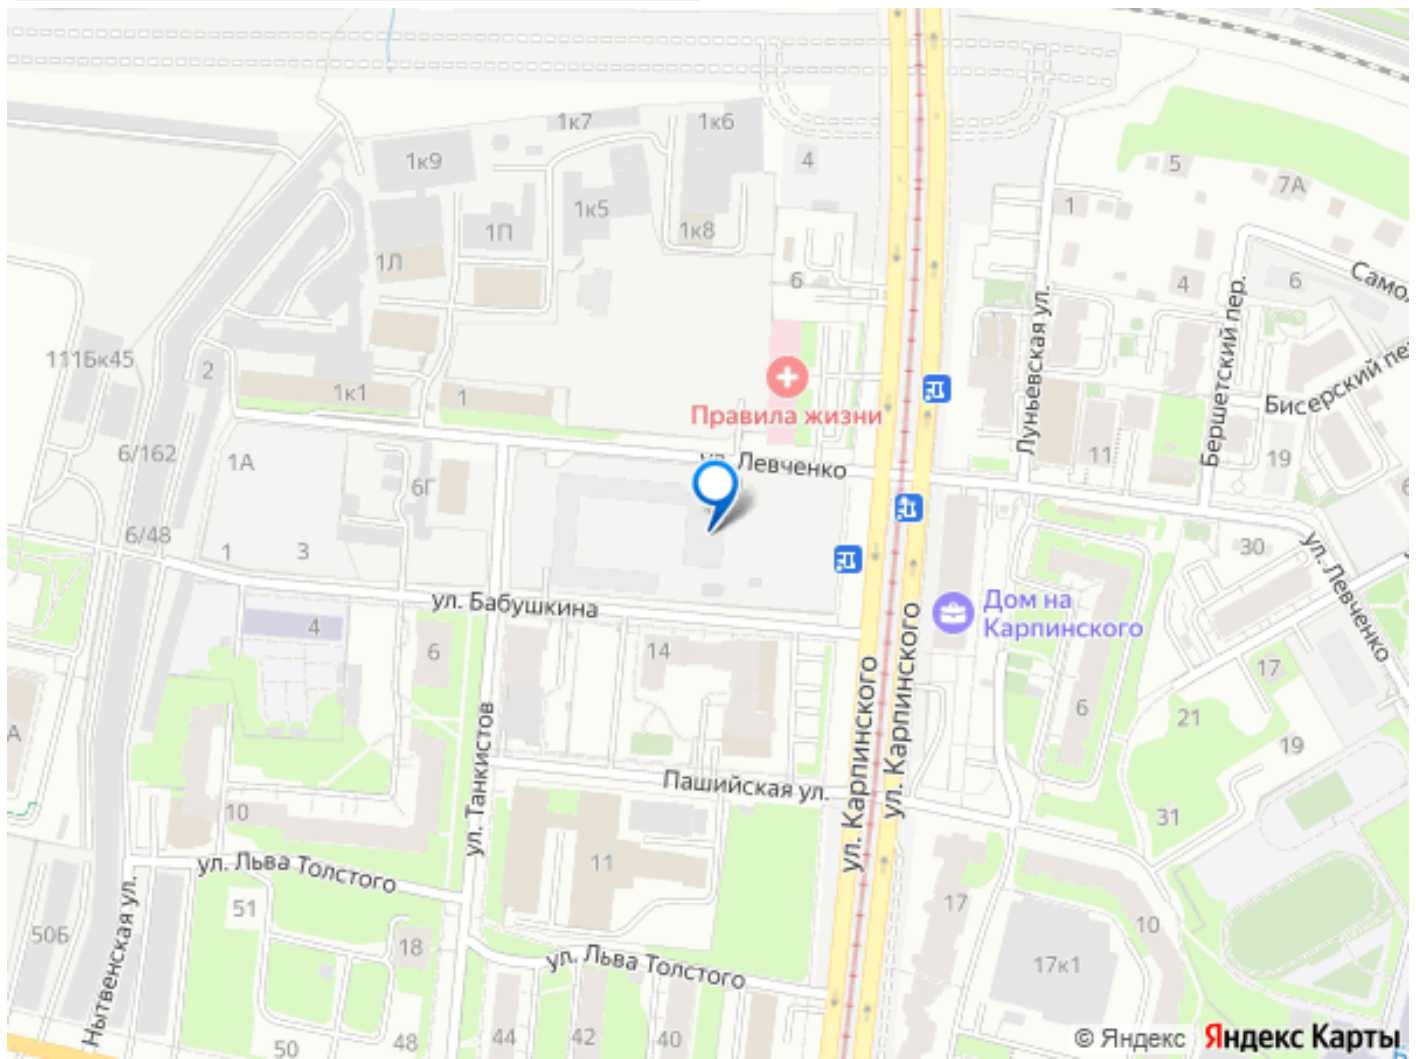 1к7
1к6
1к9
4
5
7А
1к5
1
1П
1к8
1Л
6
4
6
Само
Бершетский пер.
Луньевская ул.
111Бк45
2
1к1
1
Правила жизни
Бисерский пе
6/162
1А
6Г
ул. Левченко
11
19
6/48
1
3
30
ул. Левченко
ул. Бабушкина
Дом на
Карпинского
4
6
14
17
6
21
19
ул. Танкистов
Пашийская ул.
ул. Карпинского
ул. Карпинского
А
10
31
11
ул. Льва Толстого
51
17
10
50Б
18
ул. Льва Толстого
17к1
Нытвенская ул.
50
48
44
42
40
© Яндекс Яндекс Карты